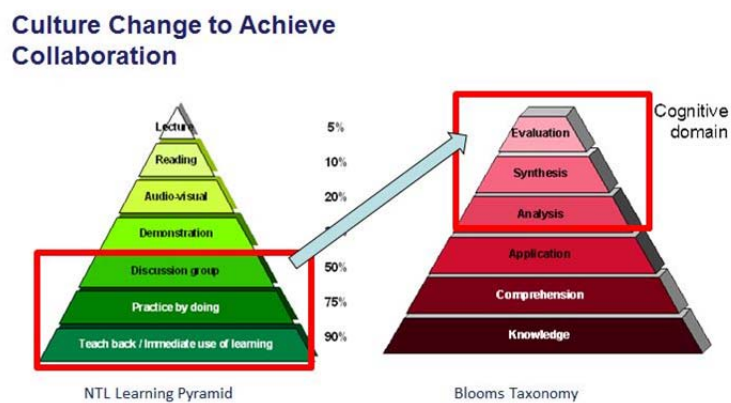 Culture Change to Achieve
Collaboration
Lecture 5%
Reading 10%
Audio-visual 20%
Demonstration
Discussion group 50%
Practice by doing 75%
Teach back / Immediate use of learning 90%
NTL Learning Pyramid
Cognitive
domain
Evaluation
Synthesis
Analysis
Application
Comprehension
Knowledge
Blooms Taxonomy